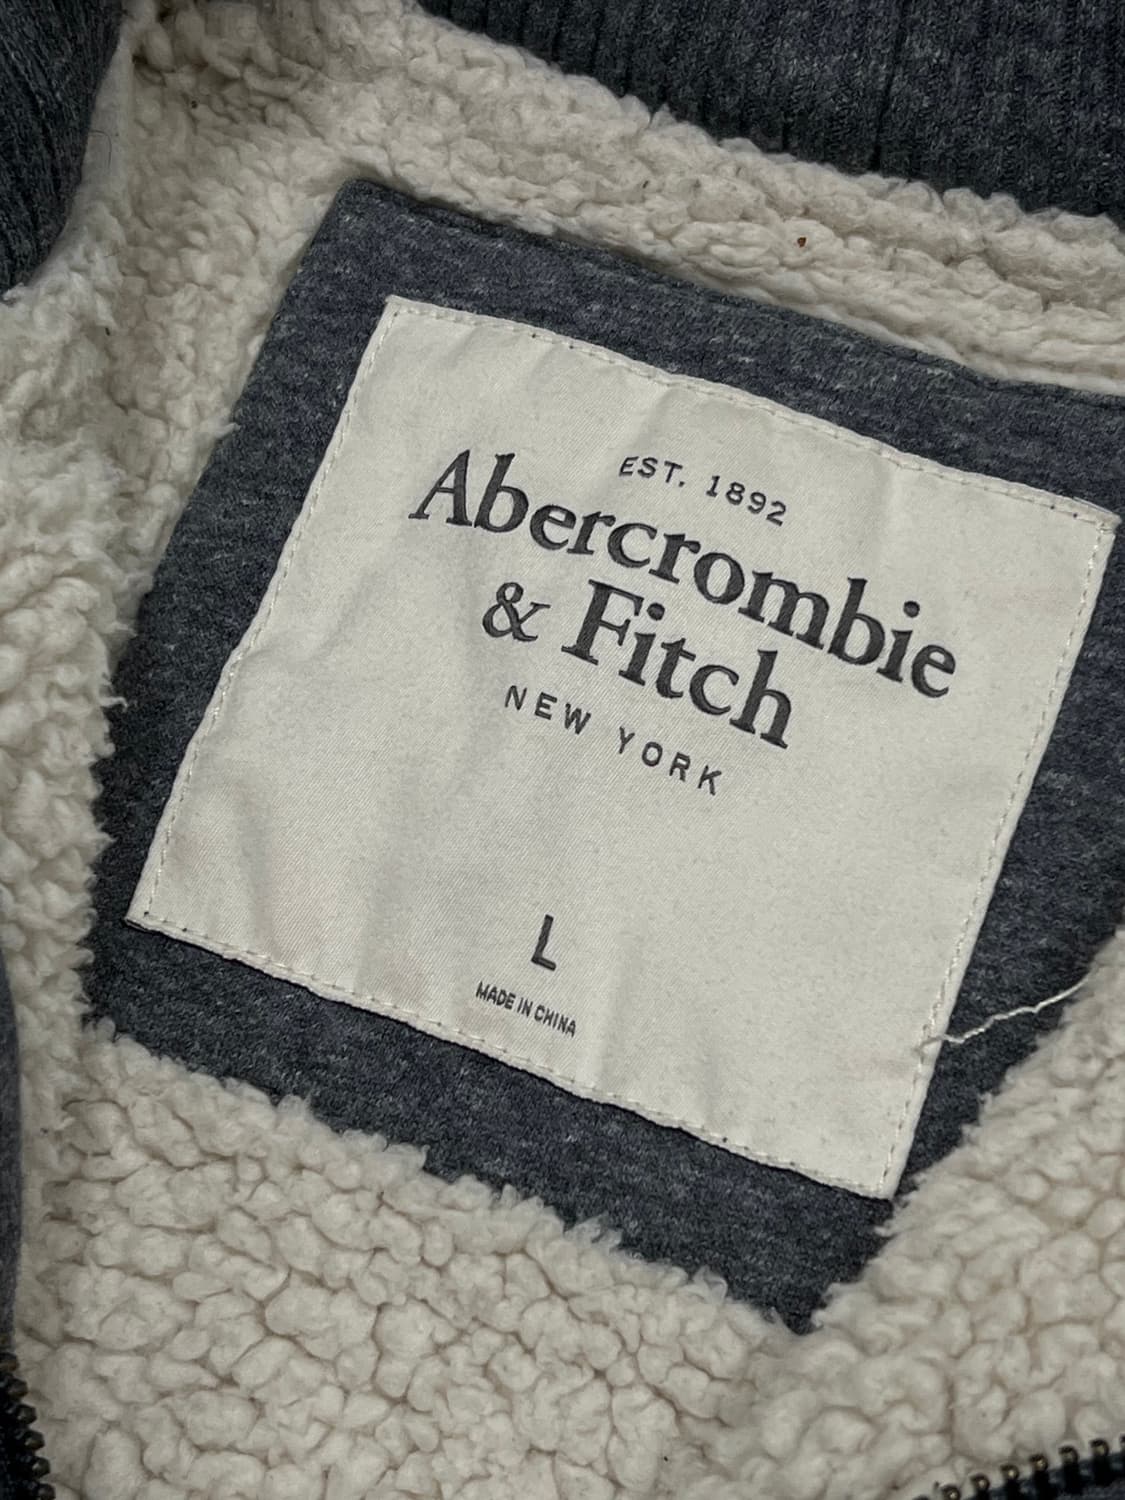 EST. 1892
Abercrombie
& Fitch
NEW YORK
L
MADE IN CHINA